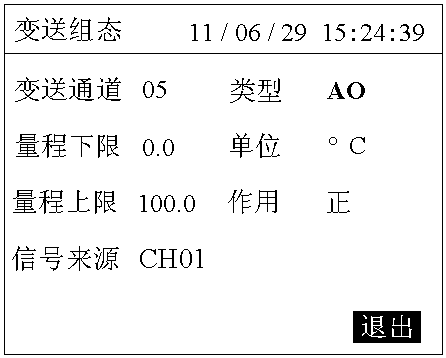 变送组态 11 / 06 / 29 15:24:39
变送通道 05 类型 AO
量程下限 0.0 单位 ° C
量程上限 100.0 作用 正
信号来源 CH01
退出